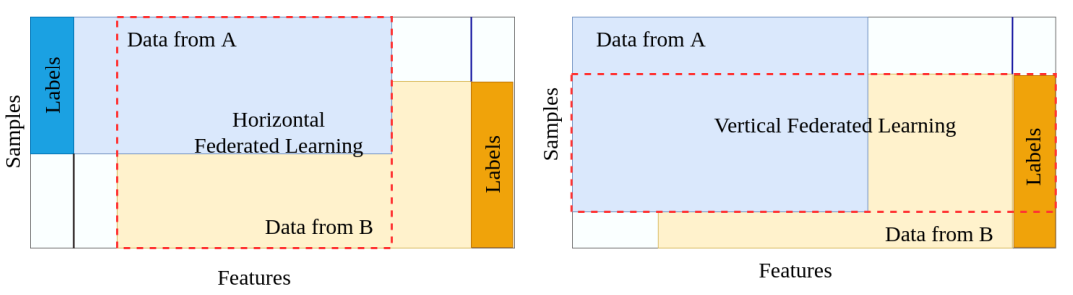 Data from A
Labels
Samples
Horizontal
Federated Learning
Labels
Data from B
Features
Data from A
Samples
Vertical Federated Learning
Labels
Data from B
Features